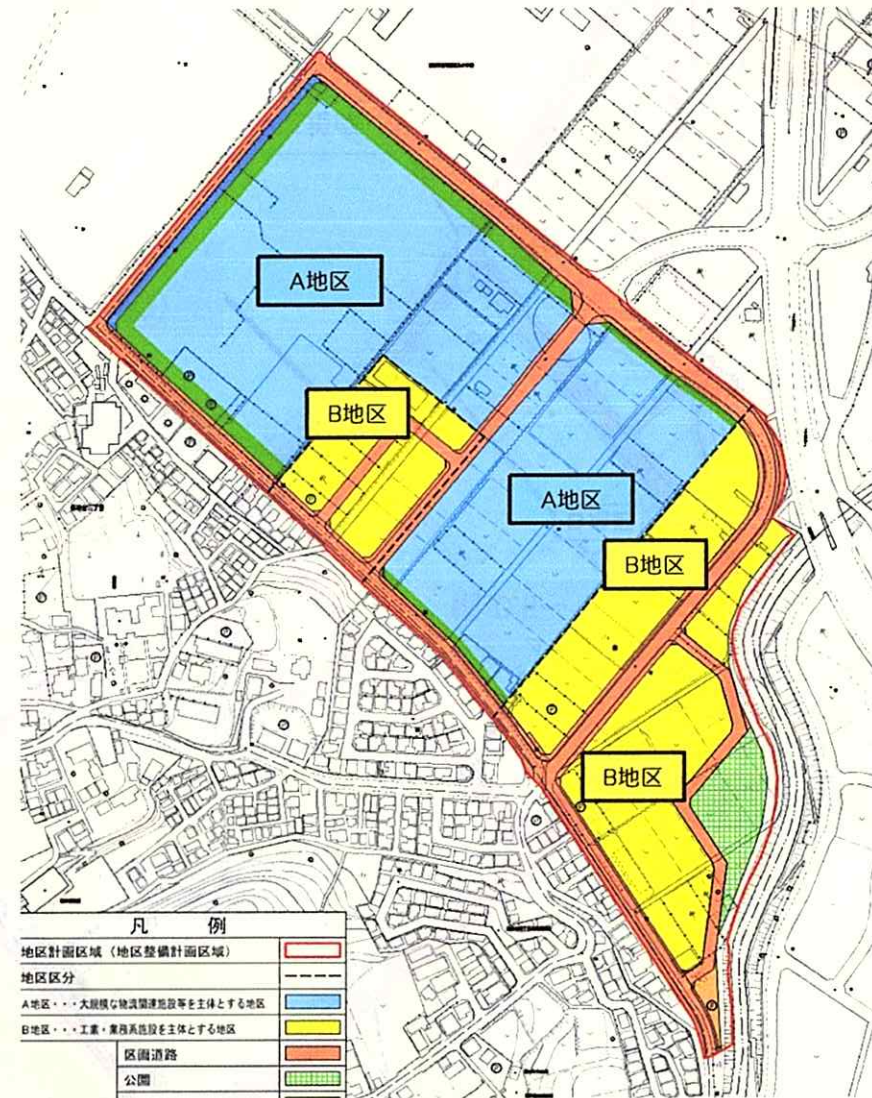 A地区
B地区
A地区
B地区
B地区
凡 例
地区計画区域（地区整備計画区域）
地区区分
A地区・・・大規模な物流関連施設等を主体とする地区
B地区・・・工業・業務系施設を主体とする地区
区画道路
公園